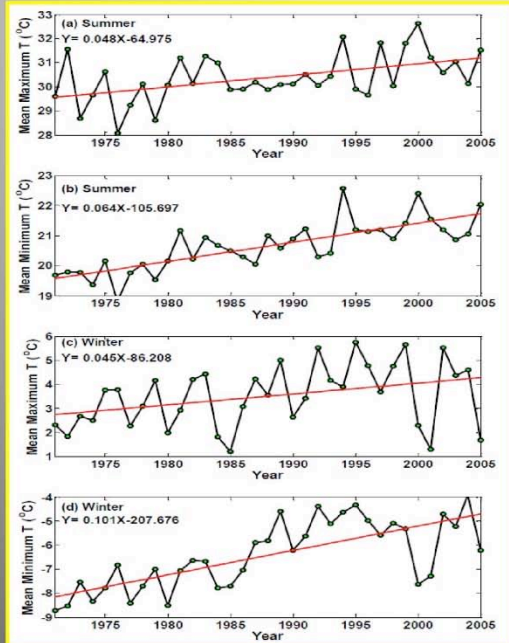 (a) Summer
Y= 0.048X-64.975
Mean Maximum T (°C)
33
32
31
30
29
28
1975 1980 1985 1990 1995 2000 2005
Year
(b) Summer
Y= 0.064X-105.697
Mean Minimum T (°C)
23
22
21
20
19
1975 1980 1985 1990 1995 2000 2005
Year
(c) Winter
Y= 0.045X-86.208
Mean Maximum T (°C)
6
5
4
3
2
1
1975 1980 1985 1990 1995 2000 2005
Year
(d) Winter
Y= 0.101X-207.676
Mean Minimum T (°C)
-4
-5
-6
-7
-8
-9
1975 1980 1985 1990 1995 2000 2005
Year